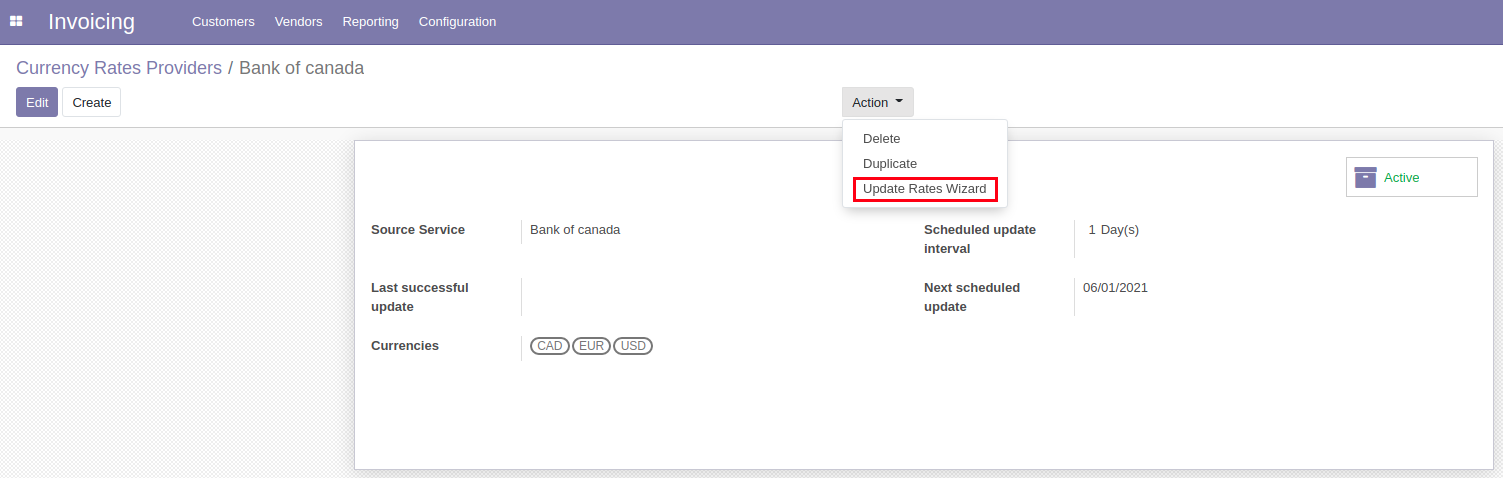 Invoicing Customers Vendors Reporting Configuration
Currency Rates Providers / Bank of canada
Edit Create Action
Delete
Duplicate
Update Rates Wizard
Active
Source Service Bank of canada
Scheduled update
interval
1 Day(s)
Last successful
update
Next scheduled
update
06/01/2021
Currencies CAD EUR USD